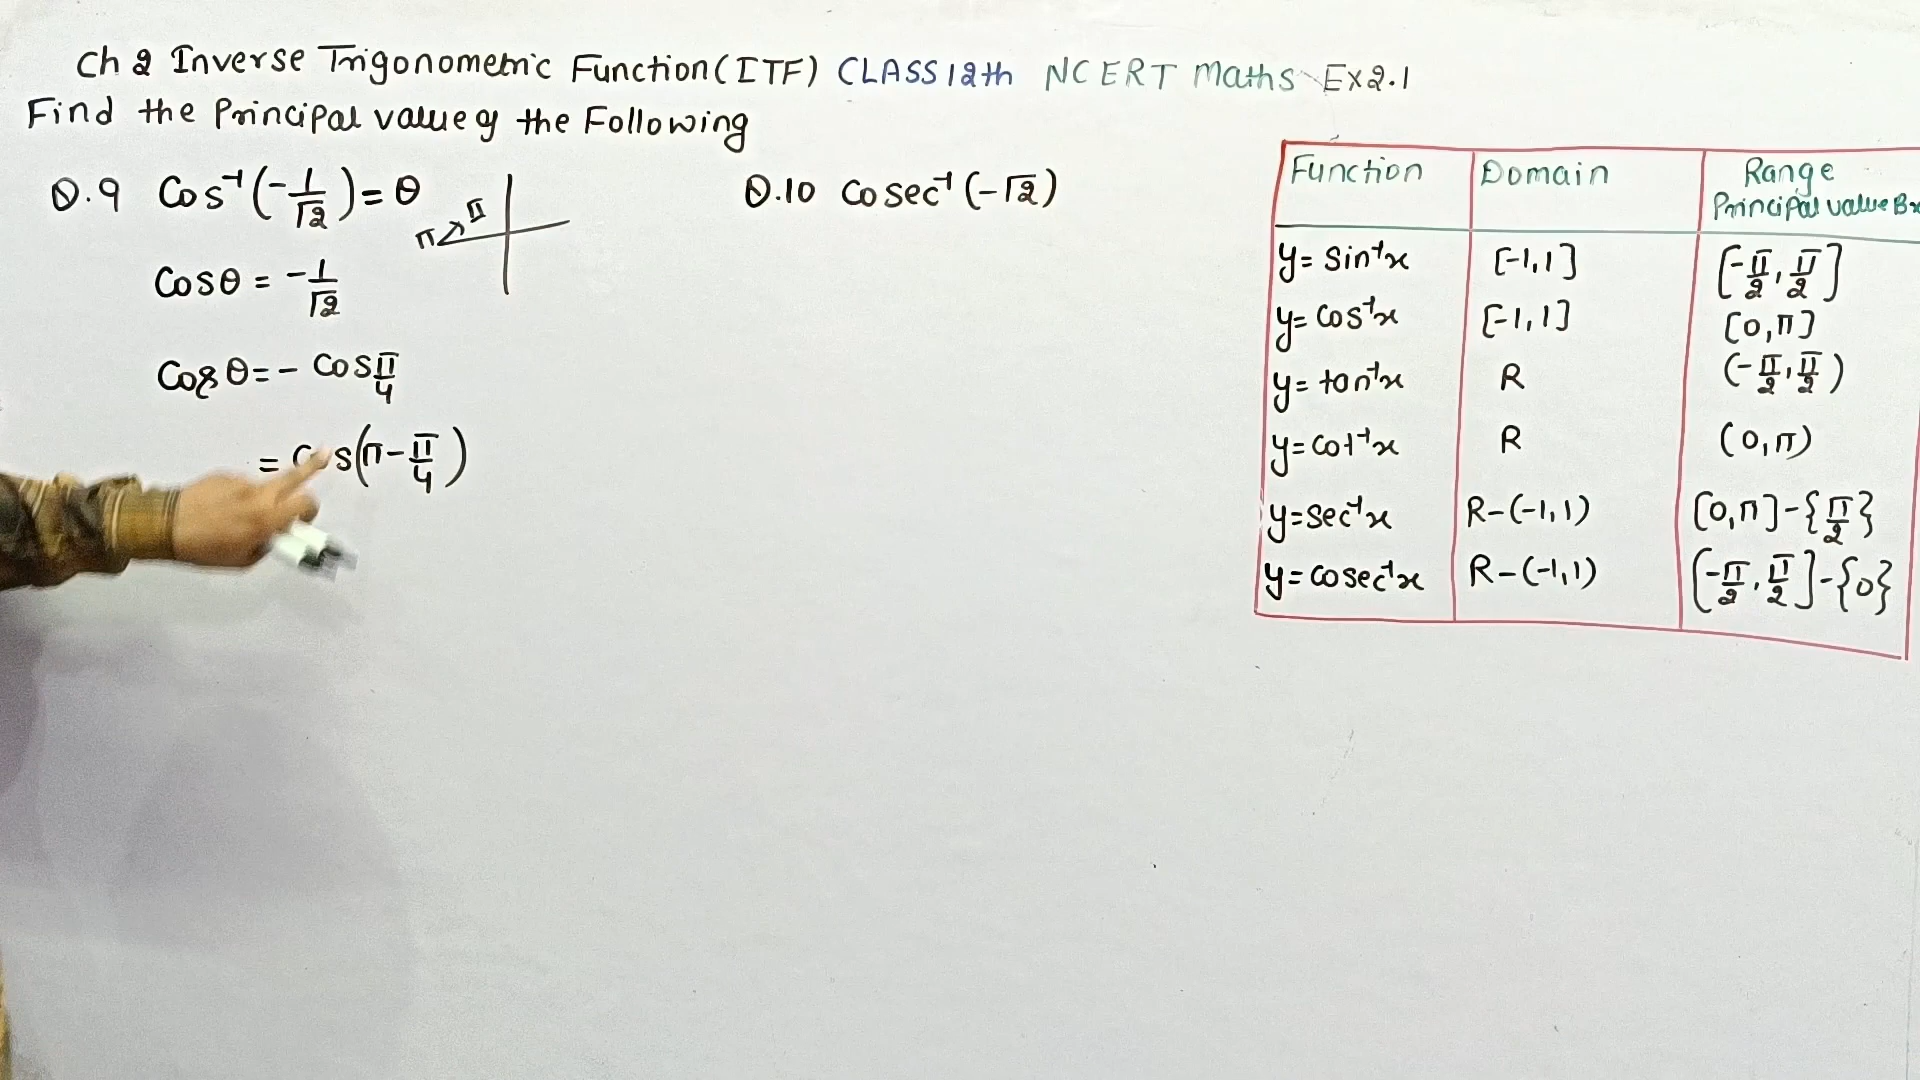 Ch 2 Inverse Trigonometric Function(ITF) CLASS 12th NCERT Maths Ex2.1
Find the Principal value of the Following
Q.9 Cos⁻¹(-1/√2) = θ
π II
Cosθ = -1/√2
Cosθ = - Cos π/4
= Cos(π - π/4)
Q.10 Cosec⁻¹(-√2)
Function Domain Range
Principal value
y = Sin⁻¹x [-1,1] [-π/2, π/2]
y = Cos⁻¹x [-1,1] [0,π]
y = tan⁻¹x R (-π/2, π/2)
y = cot⁻¹x R (0,π)
y = sec⁻¹x R-(-1,1) [0,π]-{π/2}
y = cosec⁻¹x R-(-1,1) [-π/2, π/2]-{0}